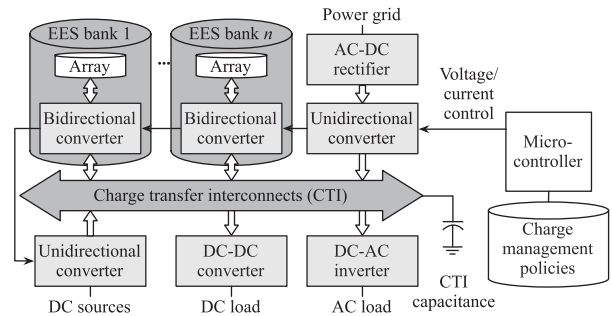 Power grid
EES bank 1
EES bank n
Array
...
Array
AC-DC
rectifier
Voltage/
current
control
Bidirectional
converter
Bidirectional
converter
Unidirectional
converter
Micro-
controller
Charge transfer interconnects (CTI)
Charge
management
policies
Unidirectional
converter
DC-DC
converter
DC-AC
inverter
CTI
capacitance
DC sources
DC load
AC load